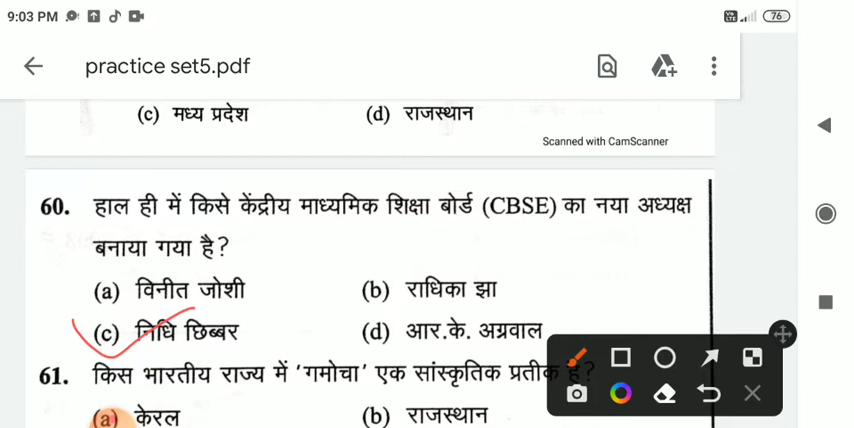 9:03 PM
76
practice set5.pdf
(c) मध्य प्रदेश (d) राजस्थान
Scanned with CamScanner
60. हाल ही में किसे केंद्रीय माध्यमिक शिक्षा बोर्ड (CBSE) का नया अध्यक्ष
बनाया गया है?
(a) विनीत जोशी (b) राधिका झा
(c) निधि छिब्बर (d) आर.के. अग्रवाल
61. किस भारतीय राज्य में 'गमोचा' एक सांस्कृतिक प्रतीक है?
(a) केरल (b) राजस्थान